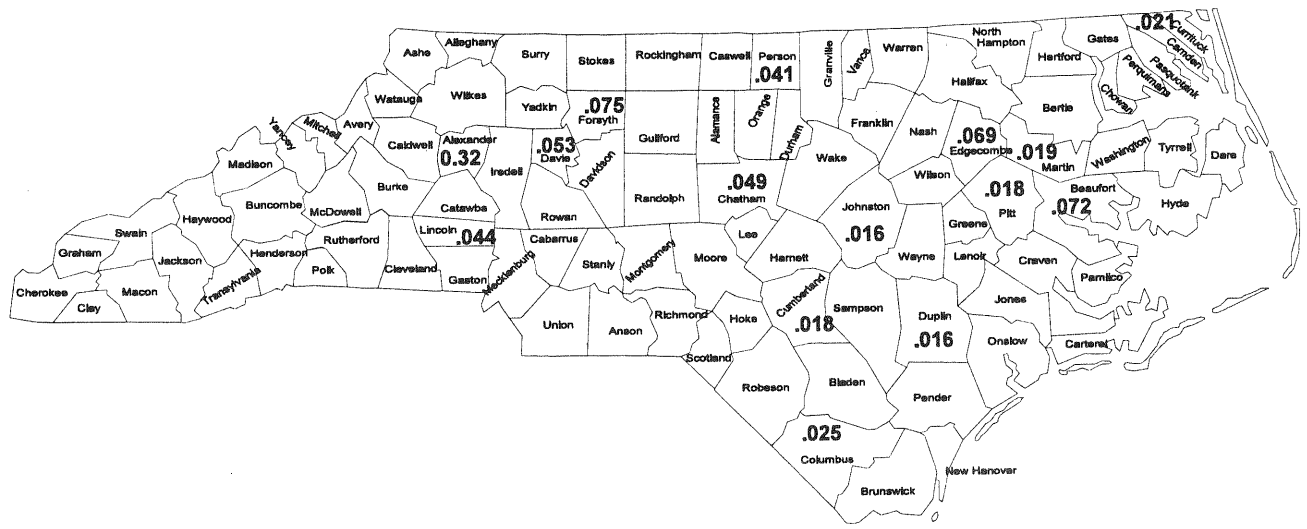 .021
Currituck
Camden
Pasquotank
Perquimans
Chowan
Gates
North
Hampton
Hertford
Warren
Vance
Granville
Person
.041
Caswell
Rockingham
Stokes
Surry
Alleghany
Ashe
Halifax
Bertie
Watauga
Wilkes
Yadkin
.075
Forsyth
Guilford
Alamance
Orange
Durham
Franklin
Nash
.069
Edgecombe
.019
Martin
Washington
Tyrrell
Dare
Mitchell
Yancey
Avery
Caldwell
Alexander
0.32
Iredell
.053
Davie
Davidson
Wake
Wilson
Madison
Burke
Catawba
Rowan
Randolph
.049
Chatham
Johnston
.016
Greene
.018
Pitt
Beaufort
.072
Hyde
Buncombe
McDowell
Haywood
Swain
Graham
Jackson
Henderson
Transylvania
Rutherford
Polk
Cleveland
Lincoln
.044
Gaston
Mecklenburg
Cabarrus
Stanly
Montgomery
Moore
Lee
Harnett
Wayne
Lenoir
Craven
Pamlico
Cherokee
Clay
Macon
Union
Anson
Richmond
Scotland
Hoke
Cumberland
.018
Sampson
Duplin
.016
Jones
Onslow
Carteret
Robeson
Bladen
Pender
.025
Columbus
New Hanover
Brunswick